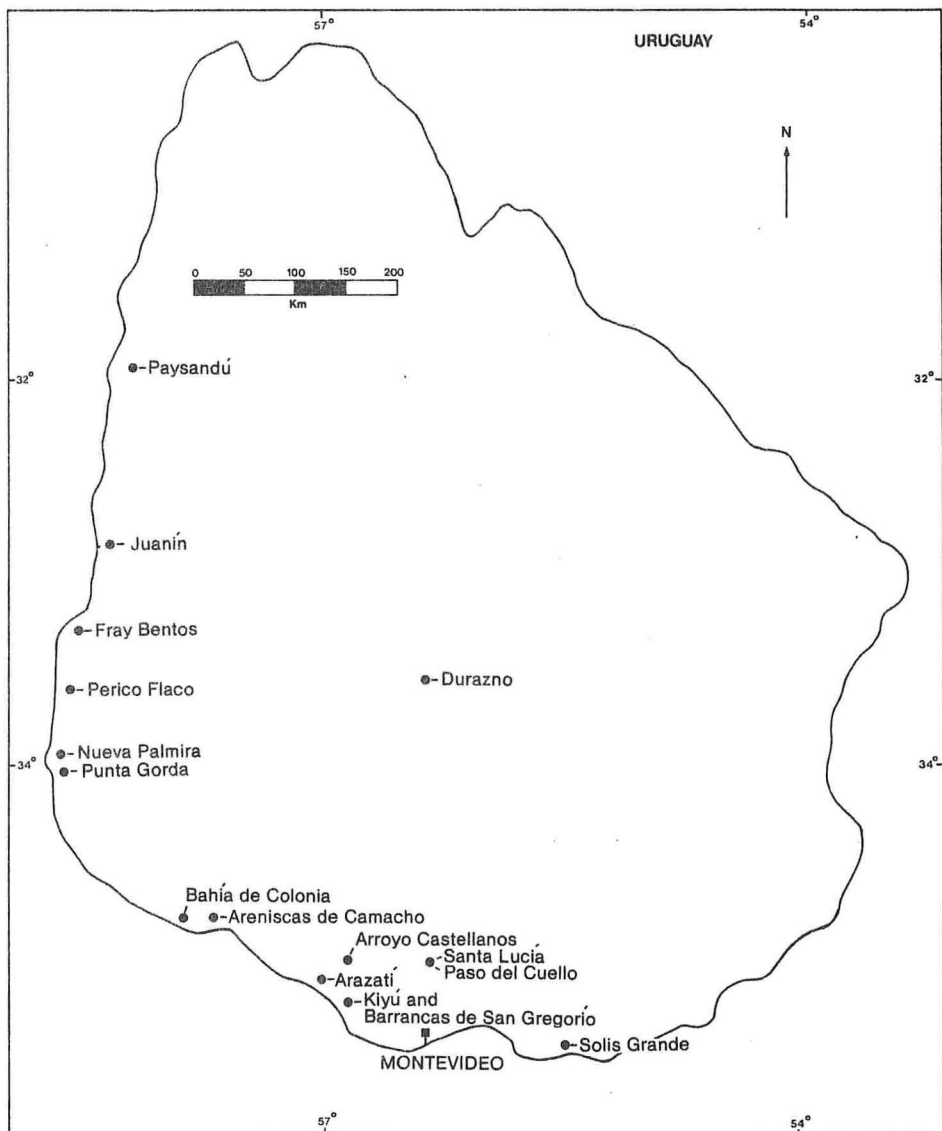 57° 54°
URUGUAY
N
0 50 100 150 200
Km
Paysandú
32° 32°
Juanín
Fray Bentos
Durazno
Perico Flaco
Nueva Palmira
34° 34°
Punta Gorda
Bahía de Colonia
Areniscas de Camacho
Arroyo Castellanos
Santa Lucía
Paso del Cuello
Arazatí
Kiyú and
Barrancas de San Gregorío
Solis Grande
MONTEVIDEO
57° 54°